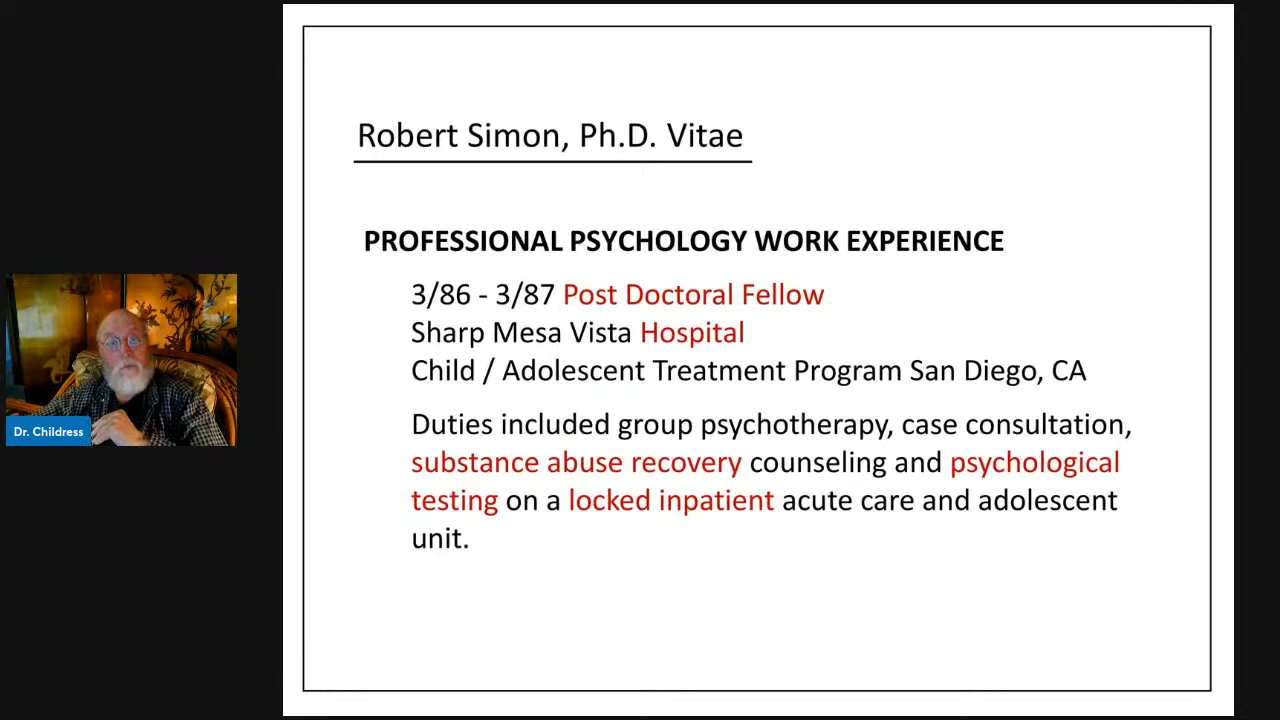 Robert Simon, Ph.D. Vitae
PROFESSIONAL PSYCHOLOGY WORK EXPERIENCE
3/86 - 3/87 Post Doctoral Fellow
Sharp Mesa Vista Hospital
Child / Adolescent Treatment Program San Diego, CA
Duties included group psychotherapy, case consultation,
substance abuse recovery counseling and psychological
testing on a locked inpatient acute care and adolescent
unit.
Dr. Childress